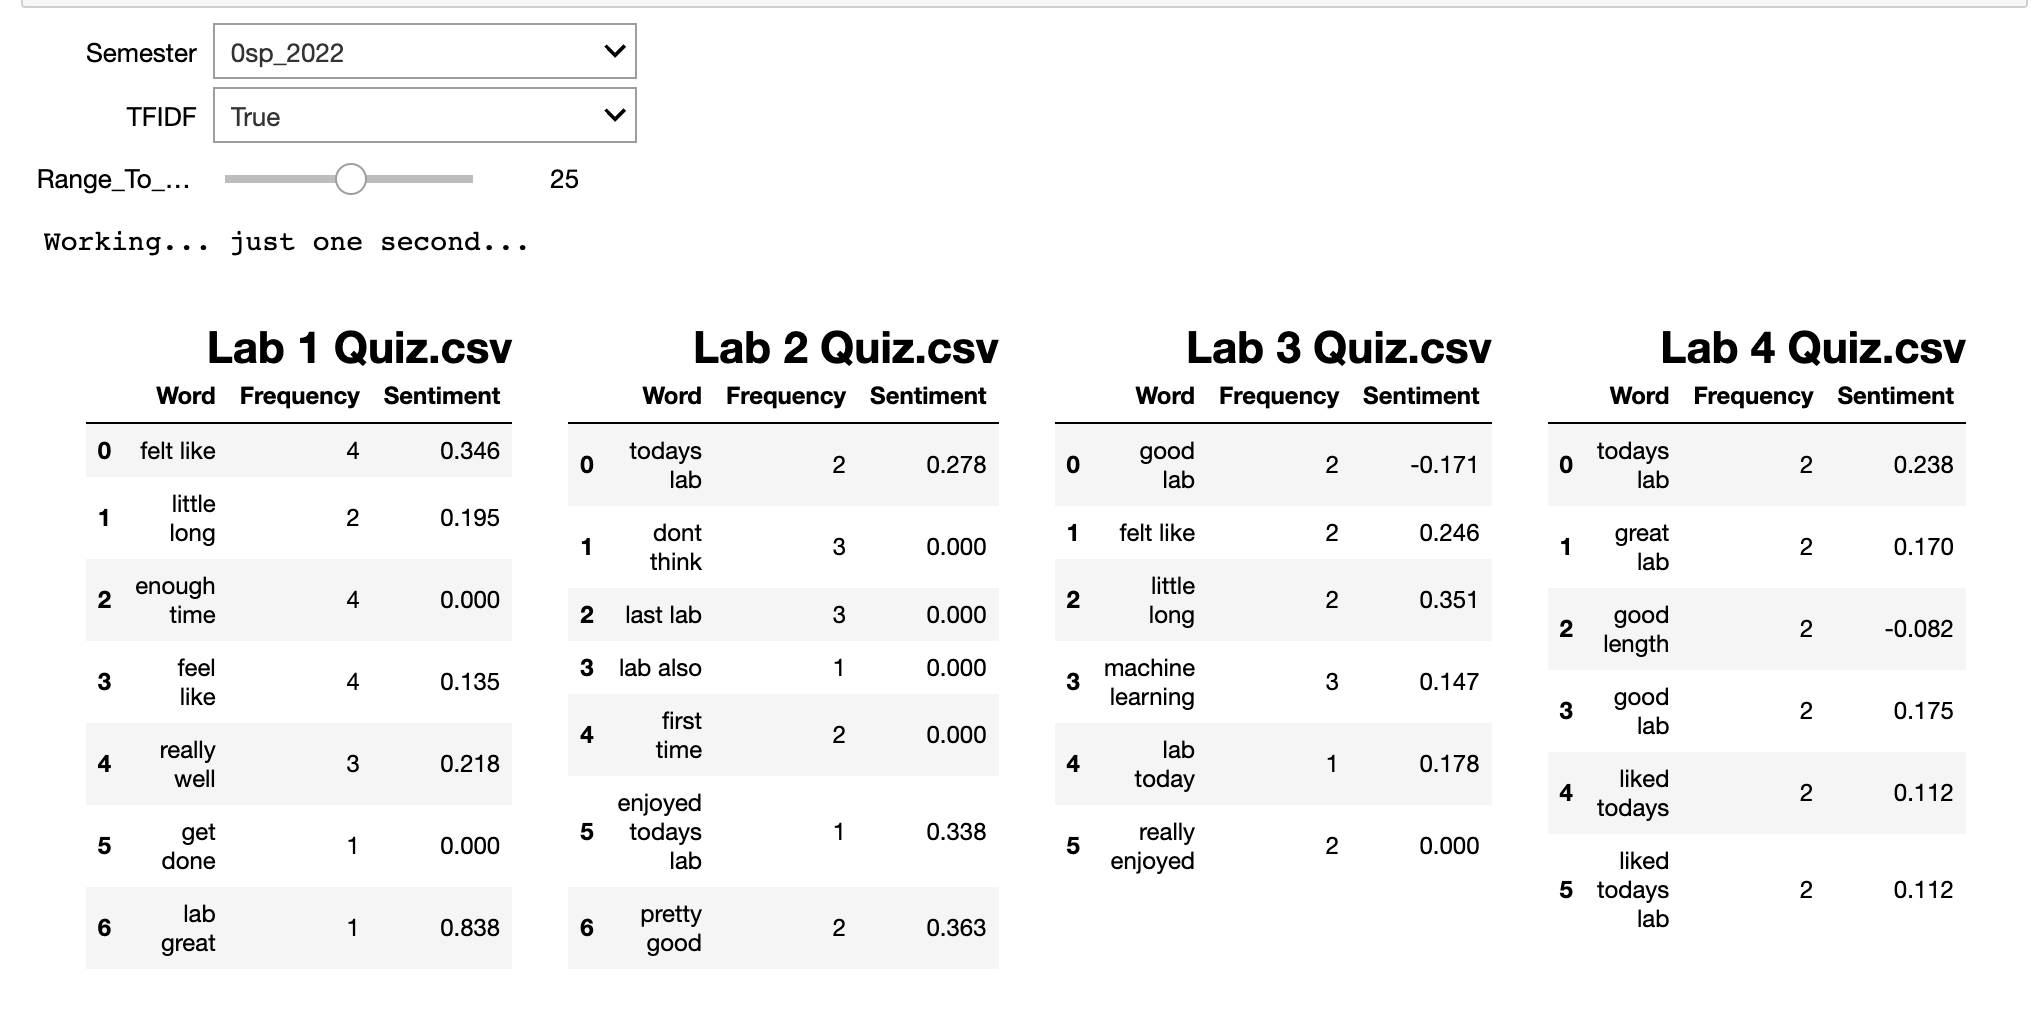 Semester 0sp_2022
TFIDF True
Range_To_... 25
Working... just one second...
Lab 1 Quiz.csv
Word Frequency Sentiment
0 felt like 4 0.346
1 little long 2 0.195
2 enough time 4 0.000
3 feel like 4 0.135
4 really well 3 0.218
5 get done 1 0.000
6 lab great 1 0.838
Lab 2 Quiz.csv
Word Frequency Sentiment
0 todays lab 2 0.278
1 dont think 3 0.000
2 last lab 3 0.000
3 lab also 1 0.000
4 first time 2 0.000
5 enjoyed todays lab 1 0.338
6 pretty good 2 0.363
Lab 3 Quiz.csv
Word Frequency Sentiment
0 good lab 2 -0.171
1 felt like 2 0.246
2 little long 2 0.351
3 machine learning 3 0.147
4 lab today 1 0.178
5 really enjoyed 2 0.000
Lab 4 Quiz.csv
Word Frequency Sentiment
0 todays lab 2 0.238
1 great lab 2 0.170
2 good length 2 -0.082
3 good lab 2 0.175
4 liked todays 2 0.112
5 liked todays lab 2 0.112